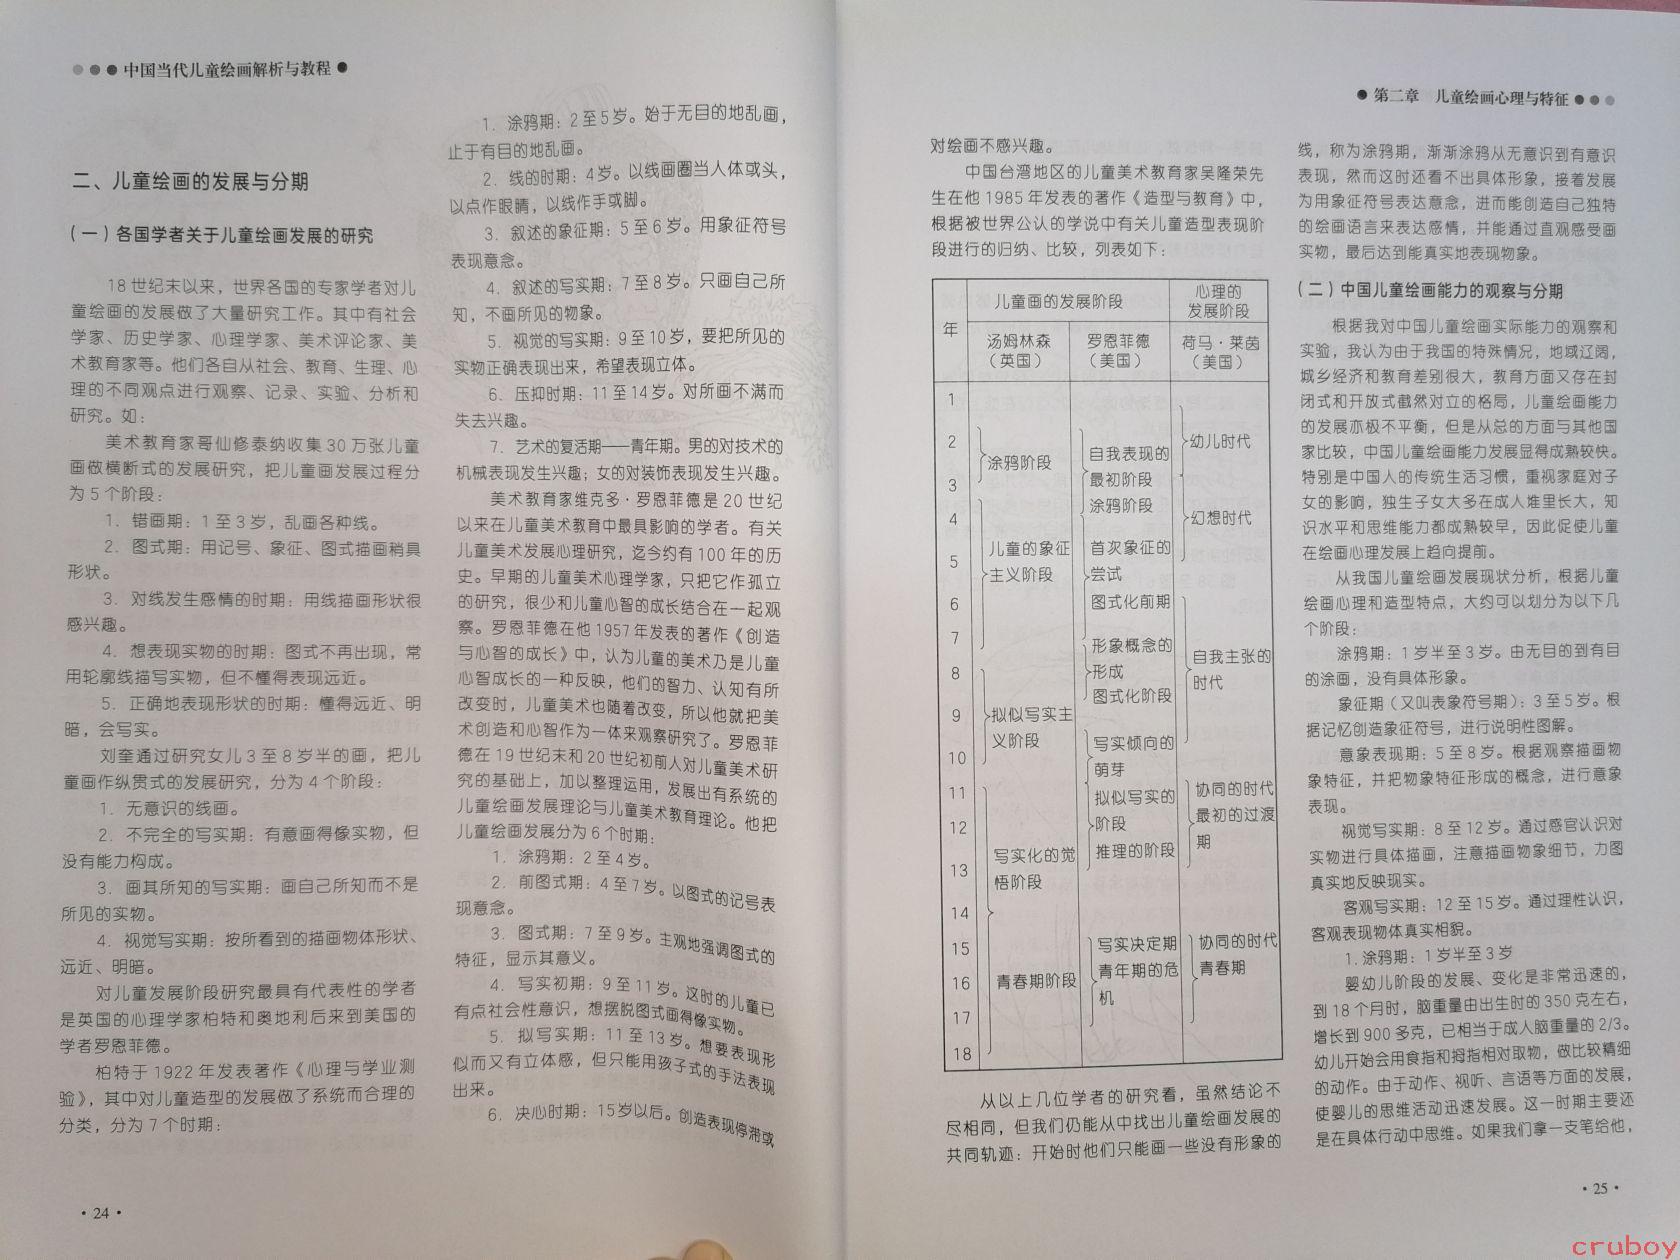 中国当代儿童绘画解析与教程
二、儿童绘画的发展与分期
(一)各国学者关于儿童绘画发展的研究
18世纪末以来，世界各国的专家学者对儿
童绘画的发展做了大量研究工作。其中有社会
学家、历史学家、心理学家、美术评论家、美
术教育家等。他们各自从社会、教育、生理、心
理的不同观点进行观察、记录、实验、分析和
研究。如：
美术教育家哥仙修泰纳收集30万张儿童
画做横断式的发展研究，把儿童画发展过程分
为5个阶段：
1. 错画期：1至3岁，乱画各种线。
2. 图式期：用记号、象征、图式描画稍具
形状。
3. 对线发生感情的时期：用线描画形状很
感兴趣。
4. 想表现实物的时期：图式不再出现，常
用轮廓线描写实物，但不懂得表现远近。
5. 正确地表现形状的时期：懂得远近、明
暗，会写实。
刘奎通过研究女儿3至8岁半的画，把儿
童画作纵贯式的发展研究，分为4个阶段：
1. 无意识的线画。
2. 不完全的写实期：有意画得像实物，但
没有能力构成。
3. 画其所知的写实期：画自己所知而不是
所见的实物。
4. 视觉写实期：按所看到的描画物体形状、
远近、明暗。
对儿童发展阶段研究最具有代表性的学者
是英国的心理学家柏特和奥地利后来到美国的
学者罗恩菲德。
柏特于1922年发表著作《心理与学业测
验》，其中对儿童造型的发展做了系统而合理的
分类，分为7个时期：
· 24 ·
1. 涂鸦期：2至5岁。始于无目的地乱画，
止于有目的地乱画。
2. 线的时期：4岁。以线画圈当人体或头，
以点作眼睛，以线作手或脚。
3. 叙述的象征期：5至6岁。用象征符号
表现意念。
4. 叙述的写实期：7至8岁。只画自己所
知，不画所见的物象。
5. 视觉的写实期：9至10岁，要把所见的
实物正确表现出来，希望表现立体。
6. 压抑时期：11至14岁。对所画不满而
失去兴趣。
7. 艺术的复活期——青年期。男的对技术的
机械表现发生兴趣；女的对装饰表现发生兴趣。
美术教育家维克多·罗恩菲德是20世纪
以来在儿童美术教育中最具影响的学者。有关
儿童美术发展心理研究，迄今约有100年的历
史。早期的儿童美术心理学家，只把它作孤立
的研究，很少和儿童心智的成长结合在一起观
察。罗恩菲德在他1957年发表的著作《创造
与心智的成长》中，认为儿童的美术乃是儿童
心智成长的一种反映，他们的智力、认知有所
改变时，儿童美术也随着改变，所以他就把美
术创造和心智作为一体来观察研究了。罗恩菲
德在19世纪末和20世纪初前人对儿童美术研
究的基础上，加以整理运用，发展出有系统的
儿童绘画发展理论与儿童美术教育理论。他把
儿童绘画发展分为6个时期：
1. 涂鸦期：2至4岁。
2. 前图式期：4至7岁。以图式的记号表
现意念。
3. 图式期：7至9岁。主观地强调图式的
特征，显示其意义。
4. 写实初期：9至11岁。这时的儿童已
有点社会性意识，想摆脱图式画得像实物。
5. 拟写实期：11至13岁。想要表现形
似而又有立体感，但只能用孩子式的手法表现
出来。
6. 决心时期：15岁以后。创造表现停滞或
第二章 儿童绘画心理与特征
对绘画不感兴趣。
中国台湾地区的儿童美术教育家吴隆荣先
生在他1985年发表的著作《造型与教育》中，
根据被世界公认的学说中有关儿童造型表现阶
段进行的归纳、比较，列表如下：
年
儿童画的发展阶段
心理的
发展阶段
汤姆林森
（英国）
罗恩菲德
（美国）
荷马·莱茵
（美国）
1
2
3
4
5
6
7
8
9
10
11
12
13
14
15
16
17
18
涂鸦阶段
儿童的象征
主义阶段
拟似写实主
义阶段
写实化的觉
悟阶段
青春期阶段
自我表现的
最初阶段
涂鸦阶段
首次象征的
尝试
图式化前期
形象概念的
形成
图式化阶段
写实倾向的
萌芽
拟似写实的
阶段
推理的阶段
写实决定期
青年期的危
机
幼儿时代
幻想时代
自我主张的
时代
协同的时代
最初的过渡
期
协同的时代
青春期
从以上几位学者的研究看，虽然结论不
尽相同，但我们仍能从中找出儿童绘画发展的
共同轨迹：开始时他们只能画一些没有形象的
线，称为涂鸦期，渐渐涂鸦从无意识到有意识
表现，然而这时还看不出具体形象，接着发展
为用象征符号表达意念，进而能创造自己独特
的绘画语言来表达感情，并能通过直观感受画
实物，最后达到能真实地表现物象。
(二)中国儿童绘画能力的观察与分期
根据我对中国儿童绘画实际能力的观察和
实验，我认为由于我国的特殊情况，地域辽阔，
城乡经济和教育差别很大，教育方面又存在封
闭式和开放式截然对立的格局，儿童绘画能力
的发展亦极不平衡，但是从总的方面与其他国
家比较，中国儿童绘画能力发展显得成熟较快。
特别是中国人的传统生活习惯，重视家庭对子
女的影响，独生子女大多在成人堆里长大，知
识水平和思维能力都成熟较早，因此促使儿童
在绘画心理发展上趋向提前。
从我国儿童绘画发展现状分析，根据儿童
绘画心理和造型特点，大约可以划分为以下几
个阶段：
涂鸦期：1岁半至3岁。由无目的到有目
的涂画，没有具体形象。
象征期（又叫表象符号期）：3至5岁。根
据记忆创造象征符号，进行说明性图解。
意象表现期：5至8岁。根据观察描画物
象特征，并把物象特征形成的概念，进行意象
表现。
视觉写实期：8至12岁。通过感官认识对
实物进行具体描画，注意描画物象细节，力图
真实地反映现实。
客观写实期：12至15岁。通过理性认识，
客观表现物体真实相貌。
1. 涂鸦期：1岁半至3岁
婴幼儿阶段的发展、变化是非常迅速的，
到18个月时，脑重量由出生时的350克左右，
增长到900多克，已相当于成人脑重量的2/3。
幼儿开始会用食指和拇指相对取物，做比较精细
的动作。由于动作、视听、言语等方面的发展，
使婴儿的思维活动迅速发展。这一时期主要还
是在具体行动中思维。如果我们拿一支笔给他，
· 25 ·
cruboy